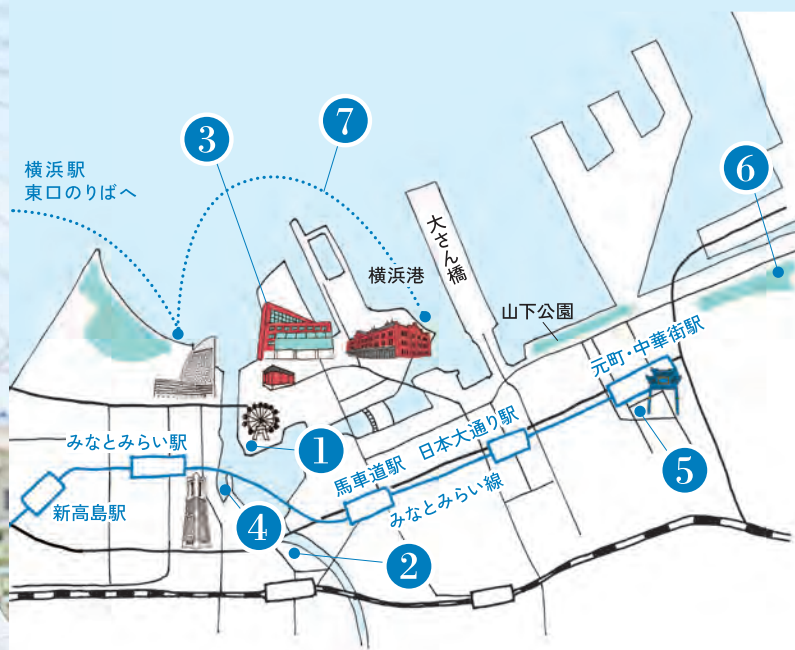 7
3
横浜駅
東口のりばへ
6
大さん橋
横浜港
山下公園
元町・中華街駅
1
みなとみらい駅
日本大通り駅
馬車道駅
5
みなとみらい線
新高島駅
4
2